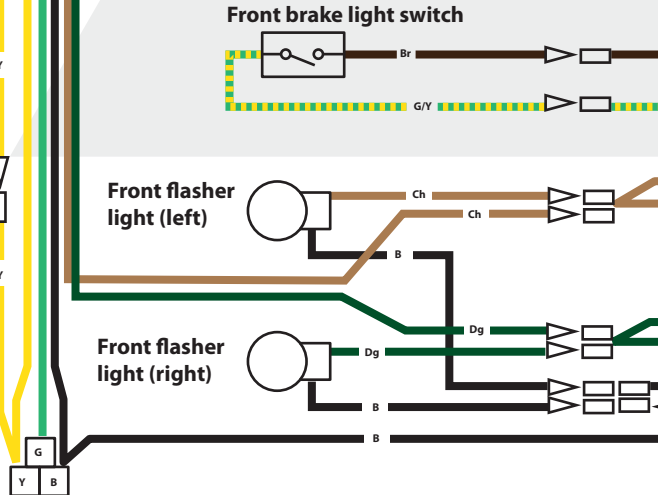 Front brake light switch
Br
Y
G/Y
Front flasher
light (left)
Ch
Ch
B
Y
Dg
Front flasher
light (right)
Dg
B
B
G
Y B